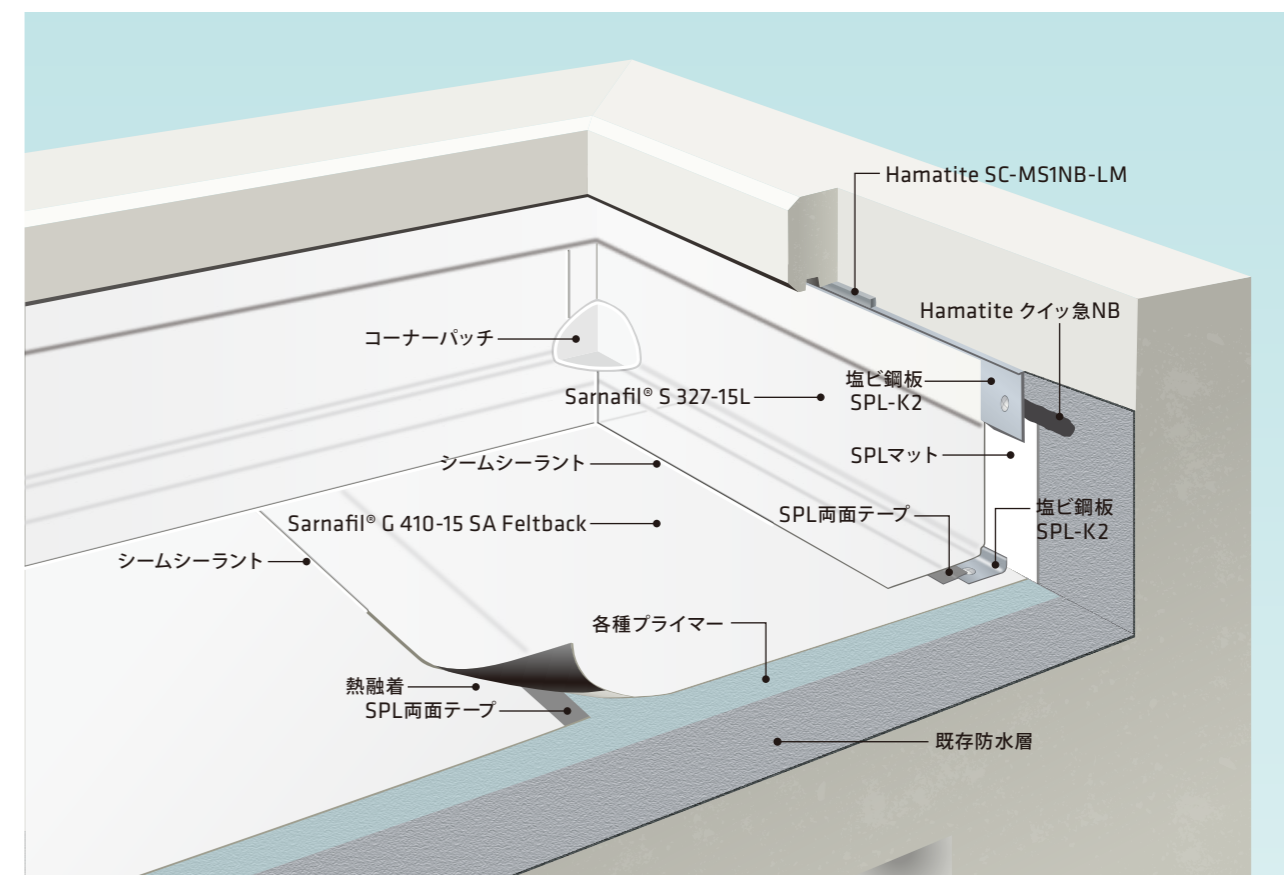 Hamatite SC-MS1NB-LM
Hamatite クイッ急NB
コーナーパッチ
塩ビ鋼板
SPL-K2
Sarnafil® S 327-15L
SPLマット
シームシーラント
塩ビ鋼板
SPL-K2
SPL両面テープ
Sarnafil® G 410-15 SA Feltback
シームシーラント
各種プライマー
熱融着
SPL両面テープ
既存防水層